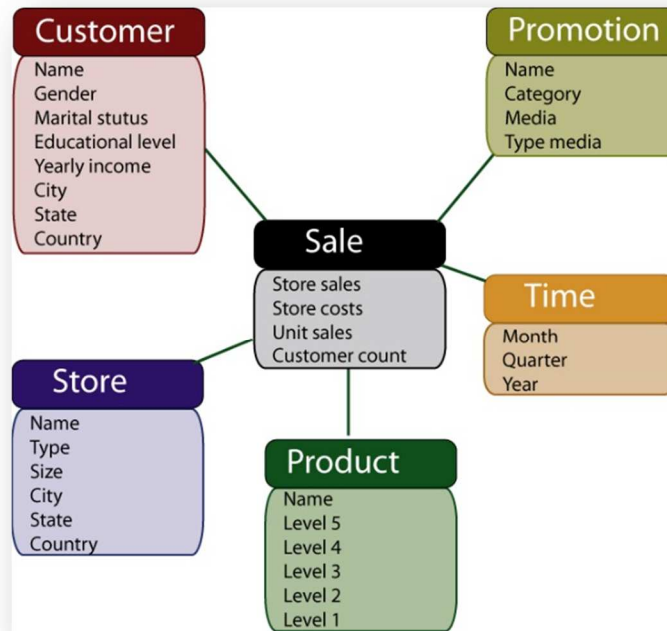 Customer
Name
Gender
Marital stutus
Educational level
Yearly income
City
State
Country
Promotion
Name
Category
Media
Type media
Sale
Store sales
Store costs
Unit sales
Customer count
Time
Month
Quarter
Year
Store
Name
Type
Size
City
State
Country
Product
Name
Level 5
Level 4
Level 3
Level 2
Level 1